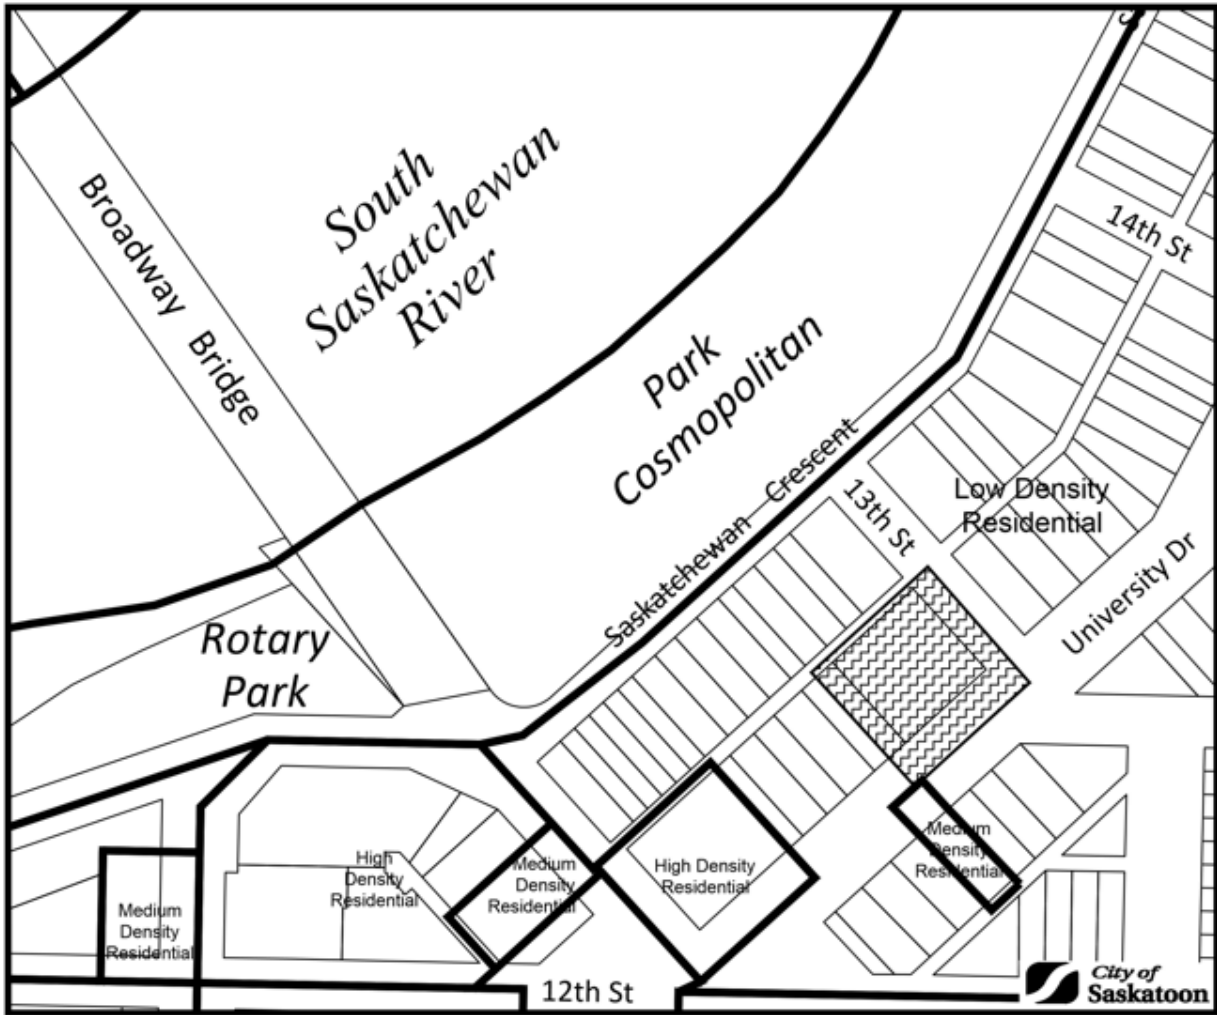 South
Saskatchewan
River
Broadway Bridge
14th St
Park
Cosmopolitan
Saskatchewan Crescent
13th St
Low Density
Residential
University Dr
Rotary
Park
High
Density
Residential
Medium
Density
Residential
High Density
Residential
Medium
Density
Residential
Medium
Density
Residential
12th St
City of
Saskatoon